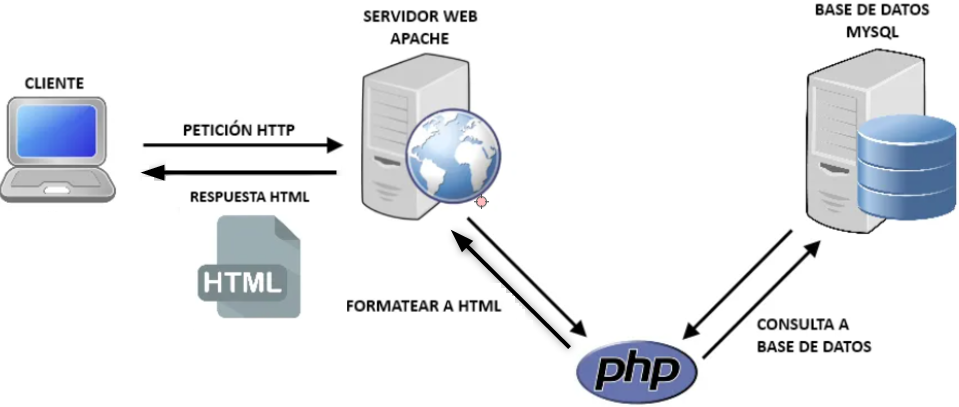 SERVIDOR WEB
APACHE
BASE DE DATOS
MYSQL
CLIENTE
PETICIÓN HTTP
RESPUESTA HTML
HTML
FORMATEAR A HTML
CONSULTA A
BASE DE DATOS
php